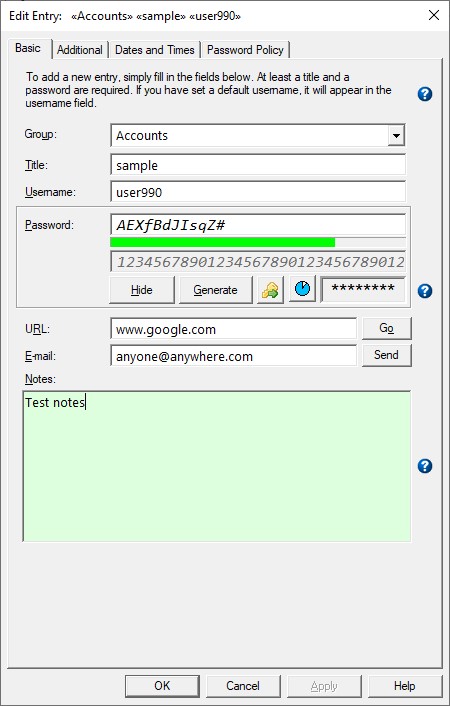 Edit Entry: «Accounts» «sample» «user990»
Basic Additional Dates and Times Password Policy
To add a new entry, simply fill in the fields below. At least a title and a
password are required. If you have set a default username, it will appear in the
username field.
Group: Accounts
Title: sample
Username: user990
Password: AEXfBdJIsqZ#
12345678901234567890123456789012
Hide Generate ********
URL: www.google.com Go
E-mail: anyone@anywhere.com Send
Notes:
Test notes
OK Cancel Apply Help